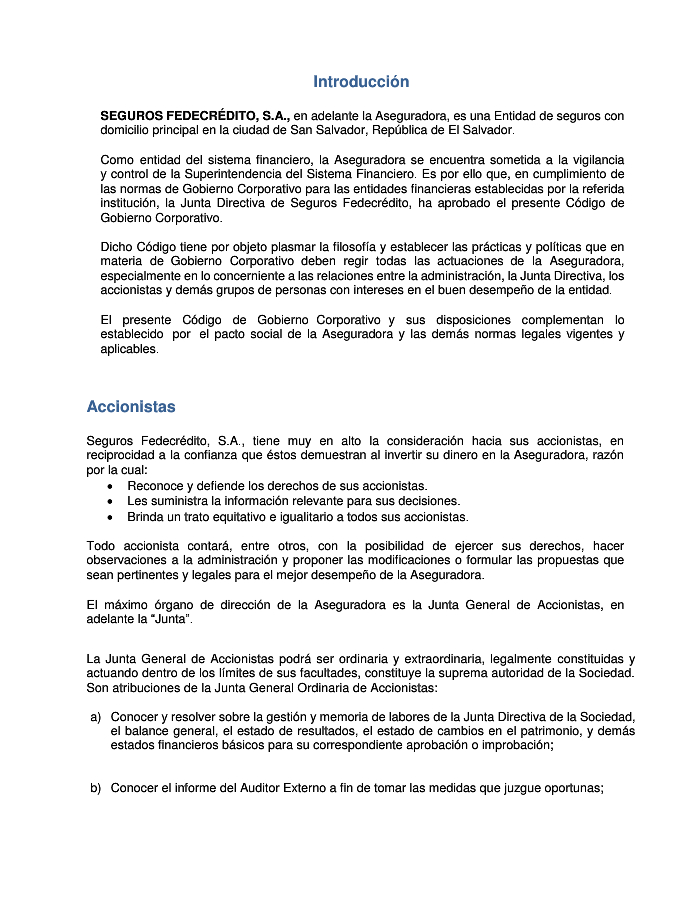 Introducción
SEGUROS FEDECRÉDITO, S.A., en adelante la Aseguradora, es una Entidad de seguros con
domicilio principal en la ciudad de San Salvador, República de El Salvador.
Como entidad del sistema financiero, la Aseguradora se encuentra sometida a la vigilancia
y control de la Superintendencia del Sistema Financiero. Es por ello que, en cumplimiento de
las normas de Gobierno Corporativo para las entidades financieras establecidas por la referida
institución, la Junta Directiva de Seguros Fedecrédito, ha aprobado el presente Código de
Gobierno Corporativo.
Dicho Código tiene por objeto plasmar la filosofía y establecer las prácticas y políticas que en
materia de Gobierno Corporativo deben regir todas las actuaciones de la Aseguradora,
especialmente en lo concerniente a las relaciones entre la administración, la Junta Directiva, los
accionistas y demás grupos de personas con intereses en el buen desempeño de la entidad.
El presente Código de Gobierno Corporativo y sus disposiciones complementan lo
establecido por el pacto social de la Aseguradora y las demás normas legales vigentes y
aplicables.
Accionistas
Seguros Fedecrédito, S.A., tiene muy en alto la consideración hacia sus accionistas, en
reciprocidad a la confianza que éstos demuestran al invertir su dinero en la Aseguradora, razón
por la cual:
• Reconoce y defiende los derechos de sus accionistas.
• Les suministra la información relevante para sus decisiones.
• Brinda un trato equitativo e igualitario a todos sus accionistas.
Todo accionista contará, entre otros, con la posibilidad de ejercer sus derechos, hacer
observaciones a la administración y proponer las modificaciones o formular las propuestas que
sean pertinentes y legales para el mejor desempeño de la Aseguradora.
El máximo órgano de dirección de la Aseguradora es la Junta General de Accionistas, en
adelante la “Junta”.
La Junta General de Accionistas podrá ser ordinaria y extraordinaria, legalmente constituidas y
actuando dentro de los límites de sus facultades, constituye la suprema autoridad de la Sociedad.
Son atribuciones de la Junta General Ordinaria de Accionistas:
a) Conocer y resolver sobre la gestión y memoria de labores de la Junta Directiva de la Sociedad,
el balance general, el estado de resultados, el estado de cambios en el patrimonio, y demás
estados financieros básicos para su correspondiente aprobación o improbación;
b) Conocer el informe del Auditor Externo a fin de tomar las medidas que juzgue oportunas;